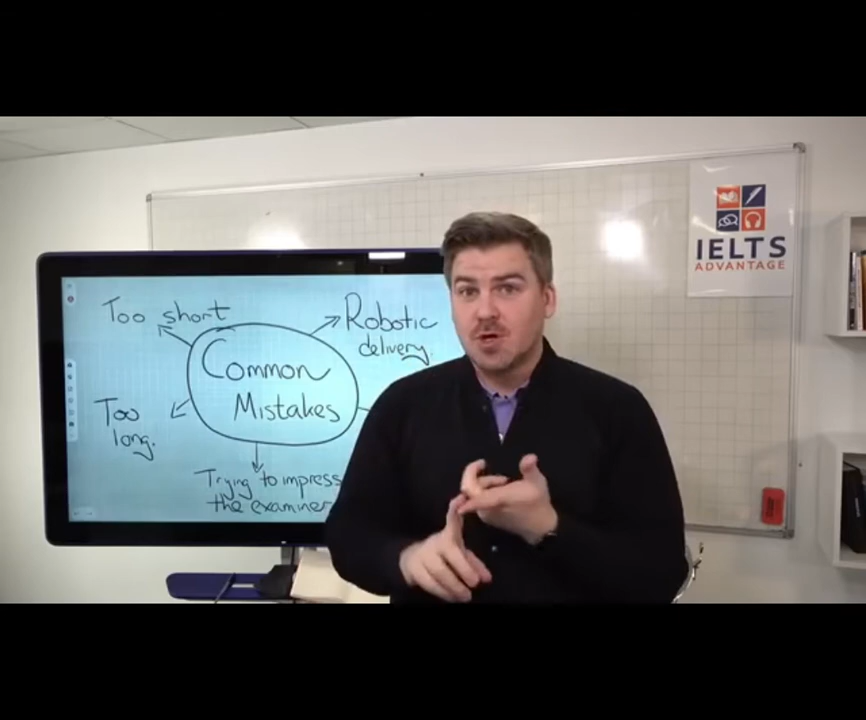 IELTS
ADVANTAGE
Too short
Robotic
delivery.
Common
Mistakes
Too
long.
Trying to impress
the examiner